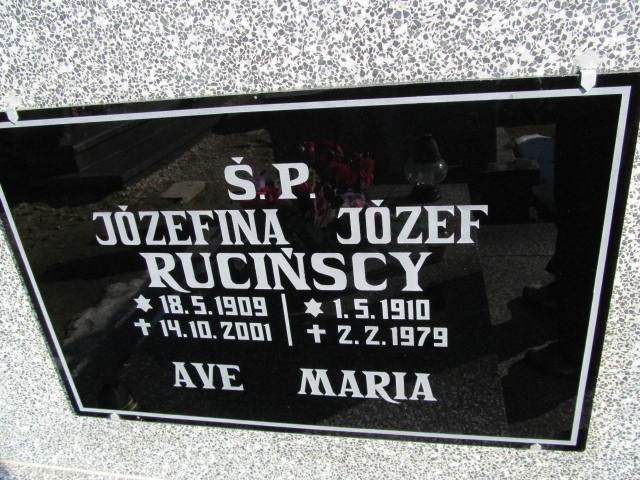 Ś.P.
JÓZEFINA JÓZEF
RUCIŃSCY
✶ 18.5.1909 | ✶ 1.5.1910
✝ 14.10.2001 | ✝ 2.2.1979
AVE MARIA